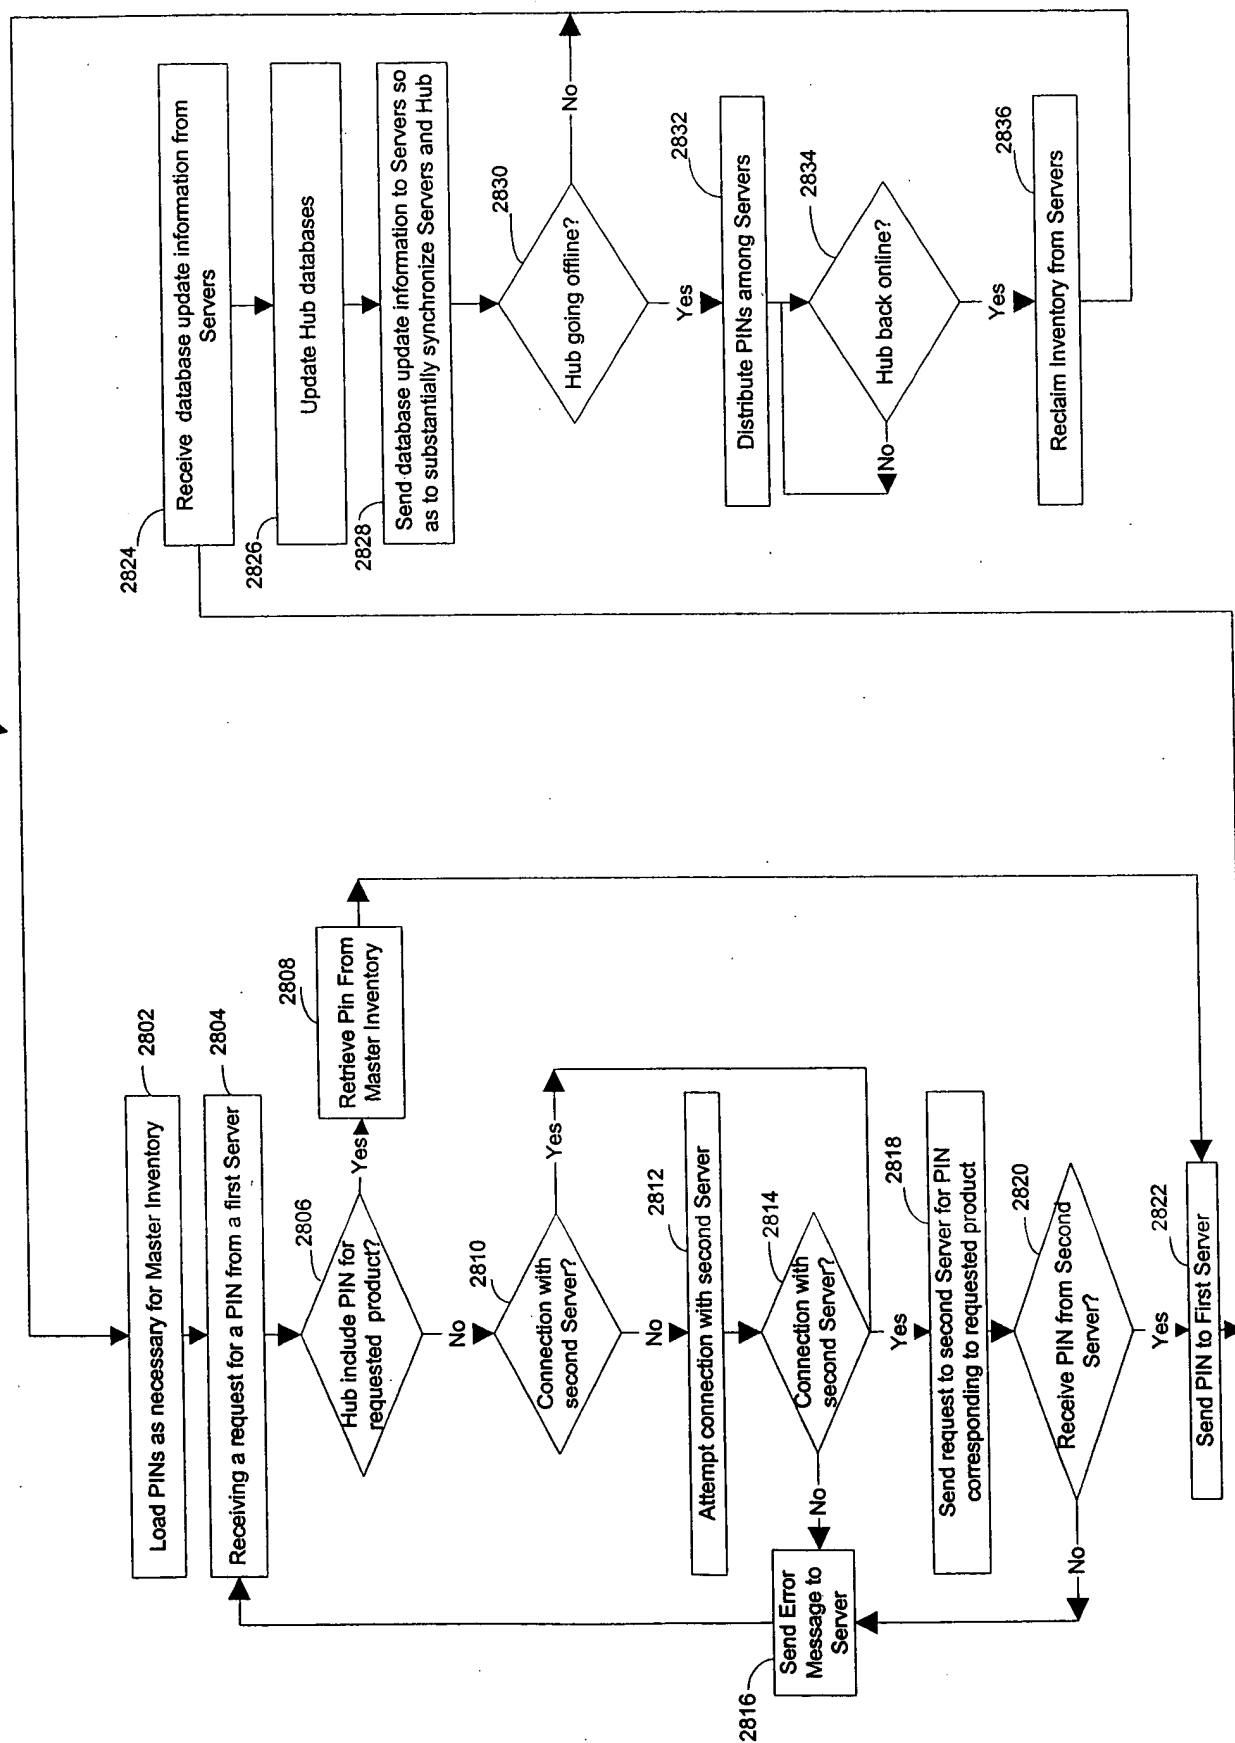 2802
Load PINs as necessary for Master Inventory
2804
Receiving a request for a PIN from a first Server
2806
Hub include PIN for
requested product?
Yes
2808
Retrieve Pin From
Master Inventory
No
2810
Connection with
second Server?
Yes
No
2812
Attempt connection with second Server
2814
Connection with
second Server?
No
2816
Send Error
Message to
Server
Yes
2818
Send request to second Server for PIN
corresponding to requested product
2820
Receive PIN from Second
Server?
No
Yes
2822
Send PIN to First Server
2824
Receive database update information from
Servers
2826
Update Hub databases
2828
Send database update information to Servers so
as to substantially synchronize Servers and Hub
2830
Hub going offline?
No
Yes
2832
Distribute PINs among Servers
2834
Hub back online?
No
Yes
2836
Reclaim Inventory from Servers